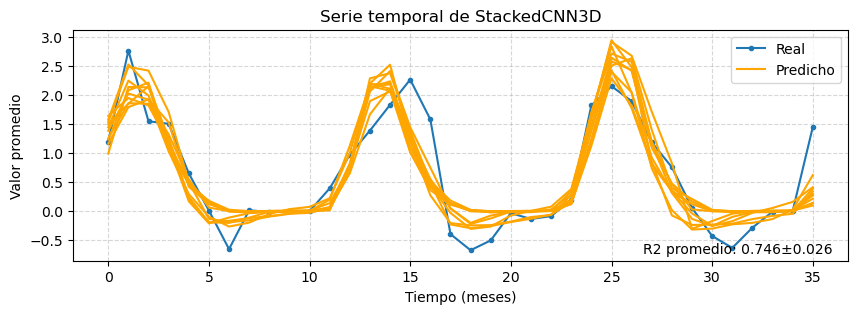 Serie temporal de StackedCNN3D
Valor promedio
3.0
2.5
2.0
1.5
1.0
0.5
0.0
−0.5
Real
Predicho
R2 promedio: 0.746±0.026
0
5
10
15
20
25
30
35
Tiempo (meses)